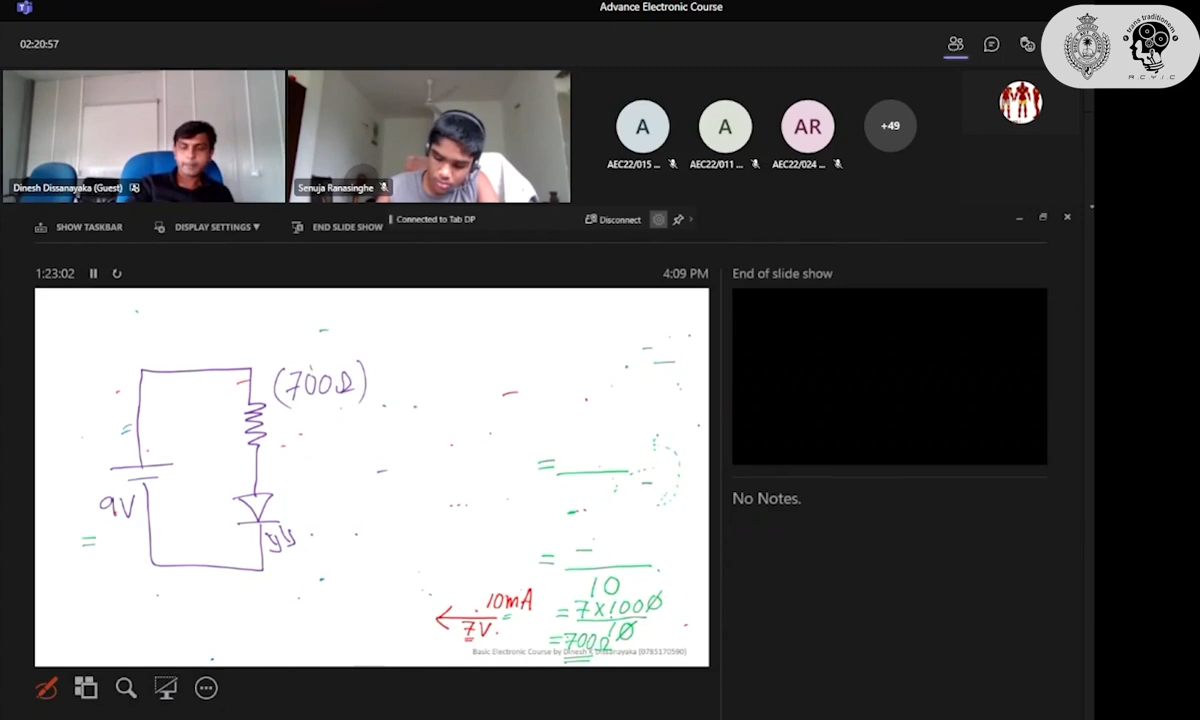 Advance Electronic Course
02:20:57
A.C.Y.I.C
A
A
AR
+49
AEC22/015 ...
AEC22/011 ...
AEC22/024 ...
Dinesh Dissanayaka (Guest)
Senuja Ranasinghe
SHOW TASKBAR
DISPLAY SETTINGS ▼
END SLIDE SHOW
Connected to Tab DP
Disconnect
1:23:02
4:09 PM
End of slide show
(700Ω)
9V
=
=
=
=
10
10mA
7V.
= 7 x 1000
10
= 700Ω
Basic Electronic Course by Dinesh K Dissanayaka (0785170590)
No Notes.